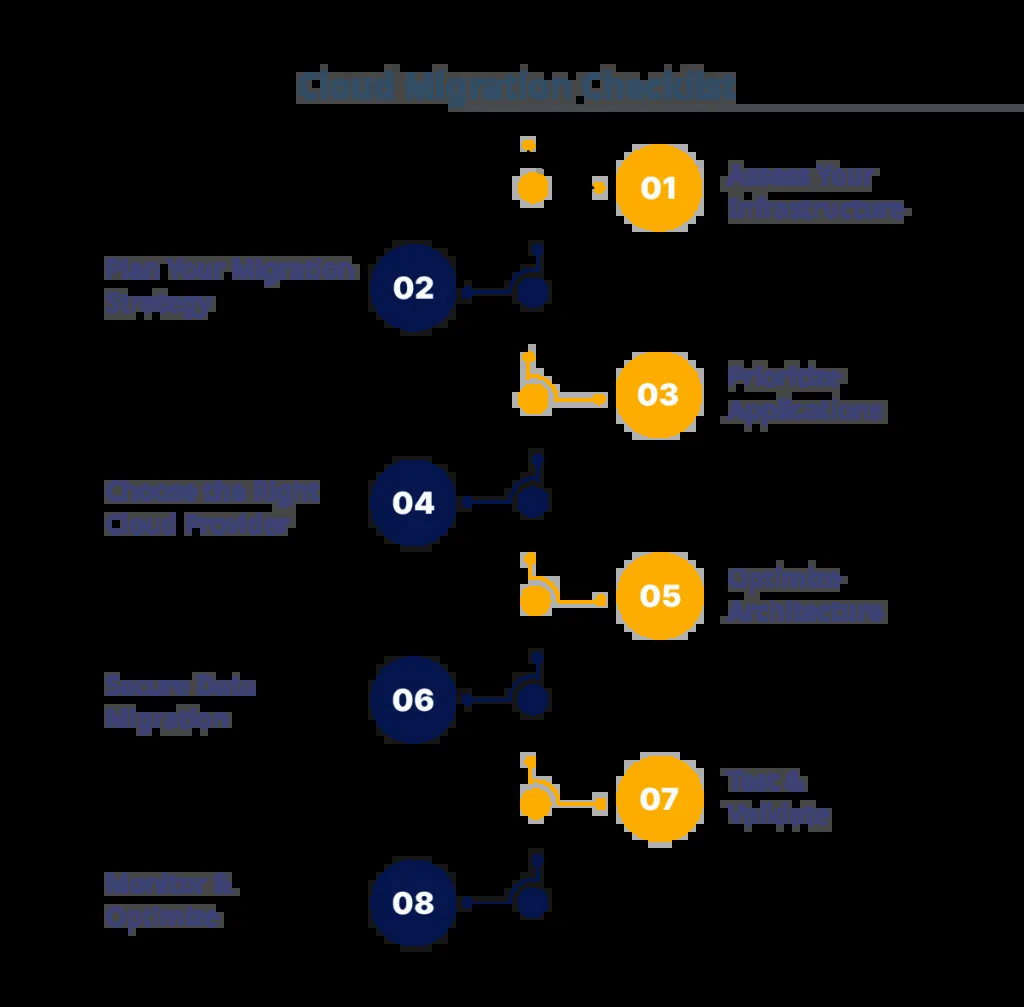 Cloud Migration Checklist
01
Assess Your
Infrastructure
02
Plan Your Migration
Strategy
03
Prioritize
Applications
04
Choose the Right
Cloud Provider
05
Optimize
Architecture
06
Secure Data
Migration
07
Test &
Validate
08
Monitor &
Optimize